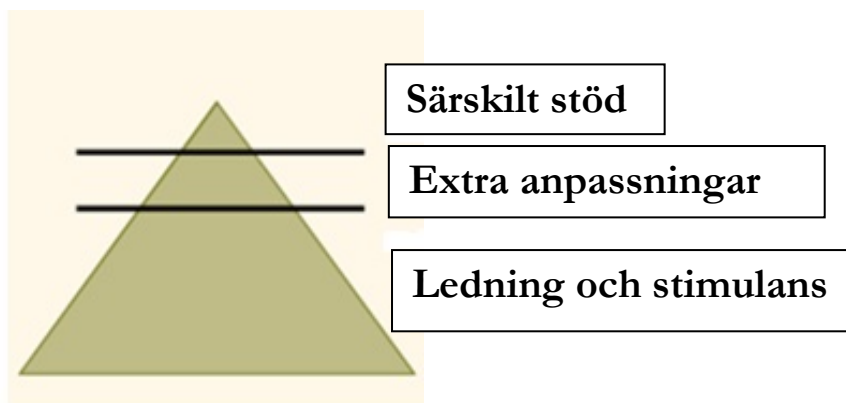 Särskilt stöd
Extra anpassningar
Ledning och stimulans